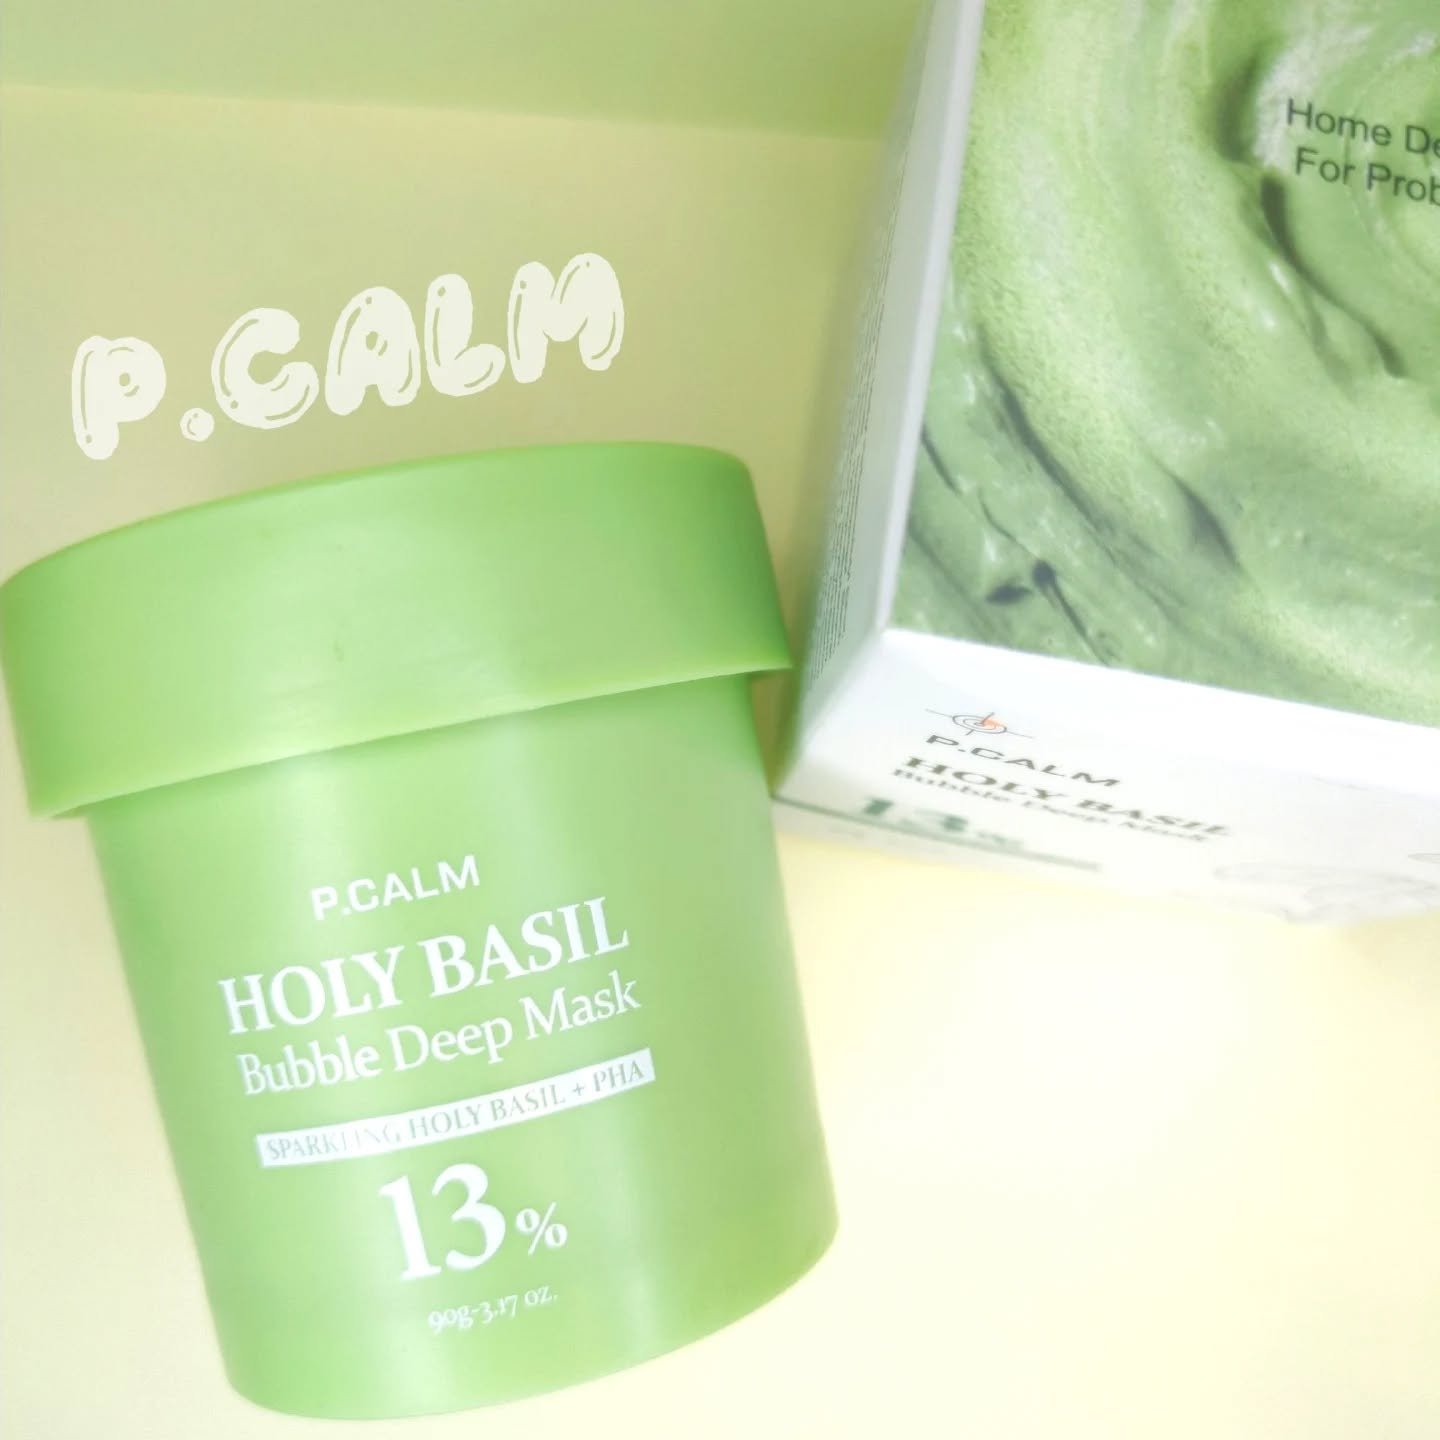 P.CALM
P.CALM
HOLY BASIL
Bubble Deep Mask
SPARKLING HOLY BASIL + PHA
13%
90g-3.17 oz.
Home De
For Prob
P.CALM
HOLY BASIL
Bubble Deep Mask
13%